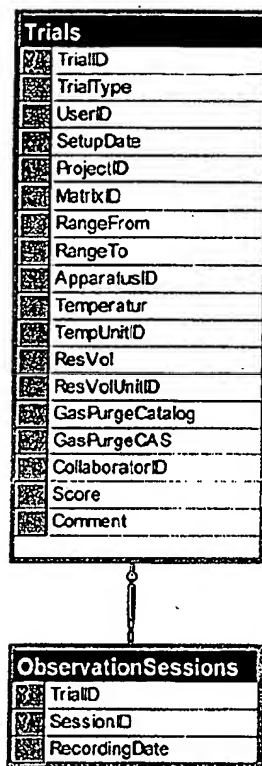 Trials
TrialID
TrialType
UserID
SetupDate
ProjectID
MatrixID
RangeFrom
RangeTo
ApparatusID
Temperatur
TempUnitID
ResVol
ResVolUnitID
GasPurgeCatalog
GasPurgeCAS
CollaboratorID
Score
Comment
ObservationSessions
TrialID
SessionID
RecordingDate